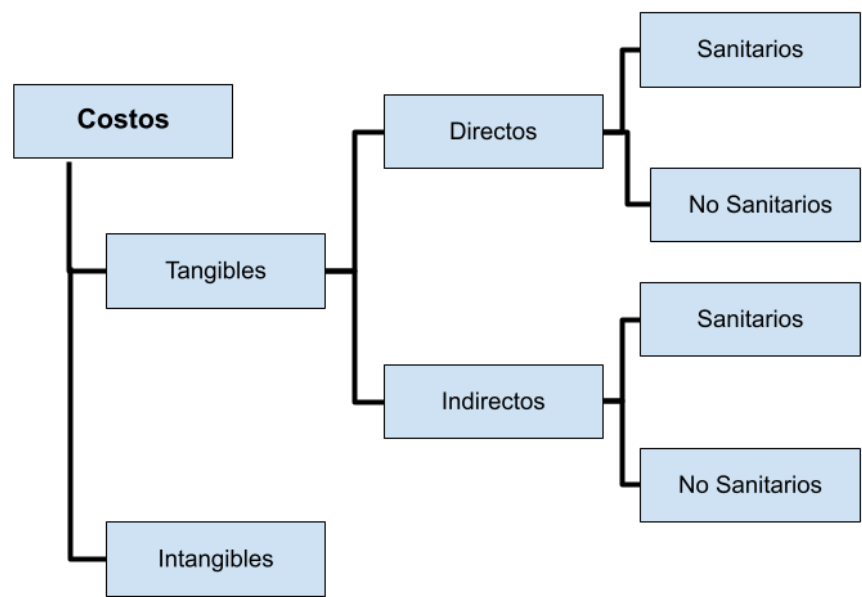 Costos
Tangibles
Intangibles
Directos
Indirectos
Sanitarios
No Sanitarios
Sanitarios
No Sanitarios